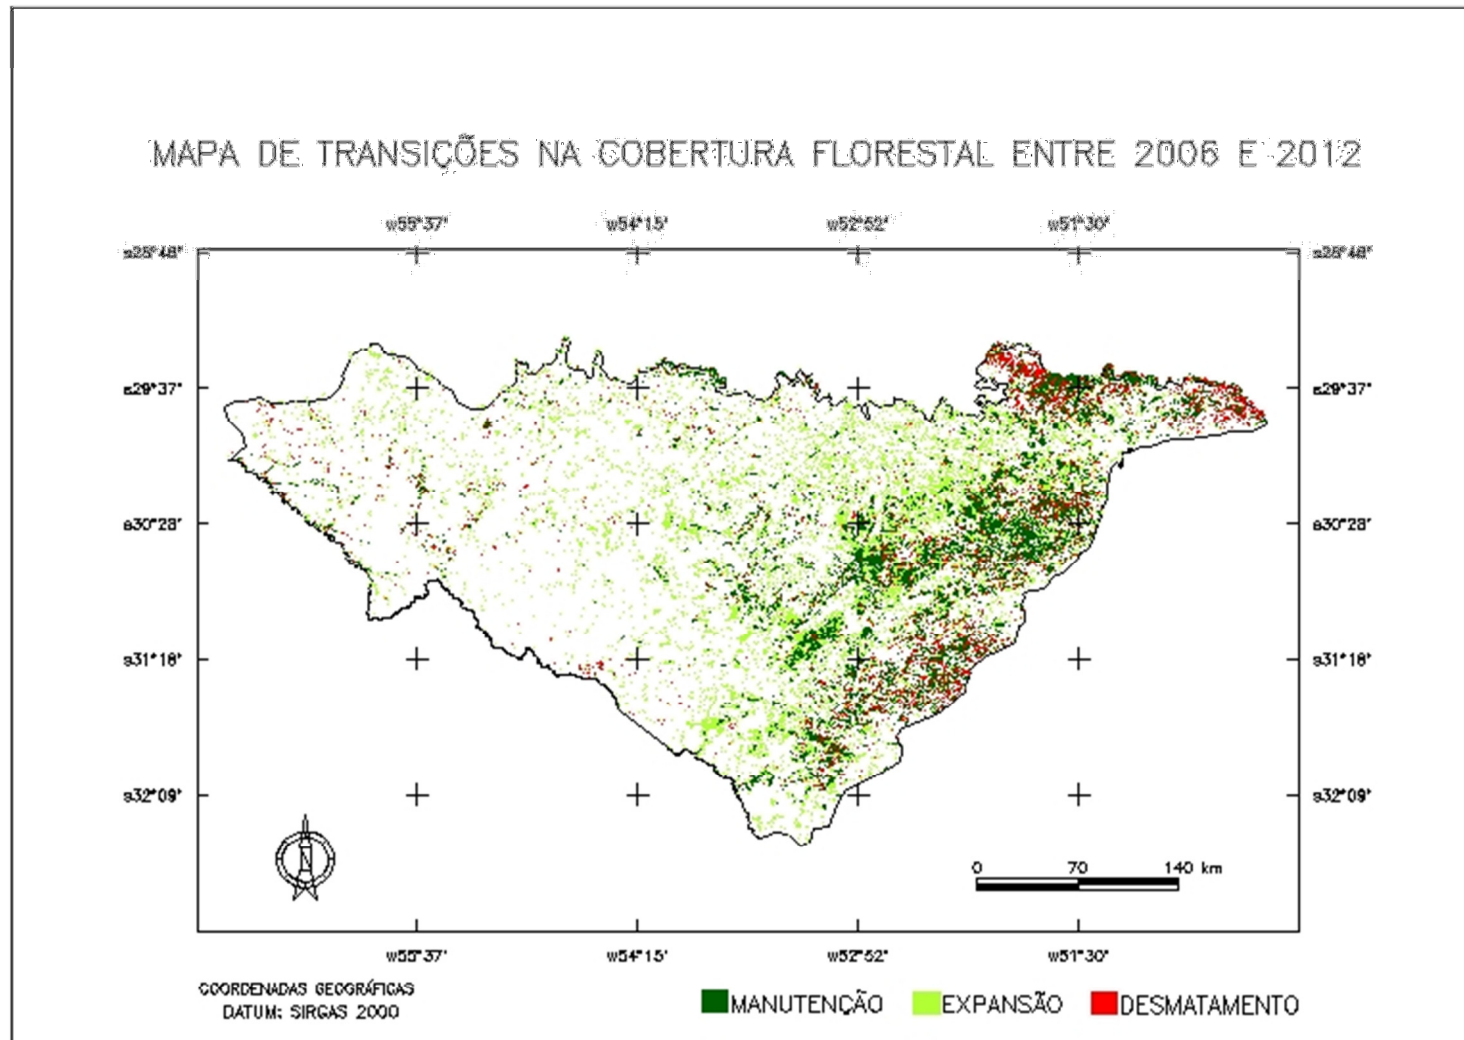 MAPA DE TRANSIÇÕES NA COBERTURA FLORESTAL ENTRE 2006 E 2012
w55°37' w54°15' w52°52' w51°30'
s28°48' s28°48'
s29°37' s29°37'
s30°28' s30°28'
s31°18' s31°18'
s32°09' s32°09'
N
0 70 140 km
w55°37' w54°15' w52°52' w51°30'
COORDENADAS GEOGRÁFICAS
DATUM: SIRGAS 2000
MANUTENÇÃO EXPANSÃO DESMATAMENTO